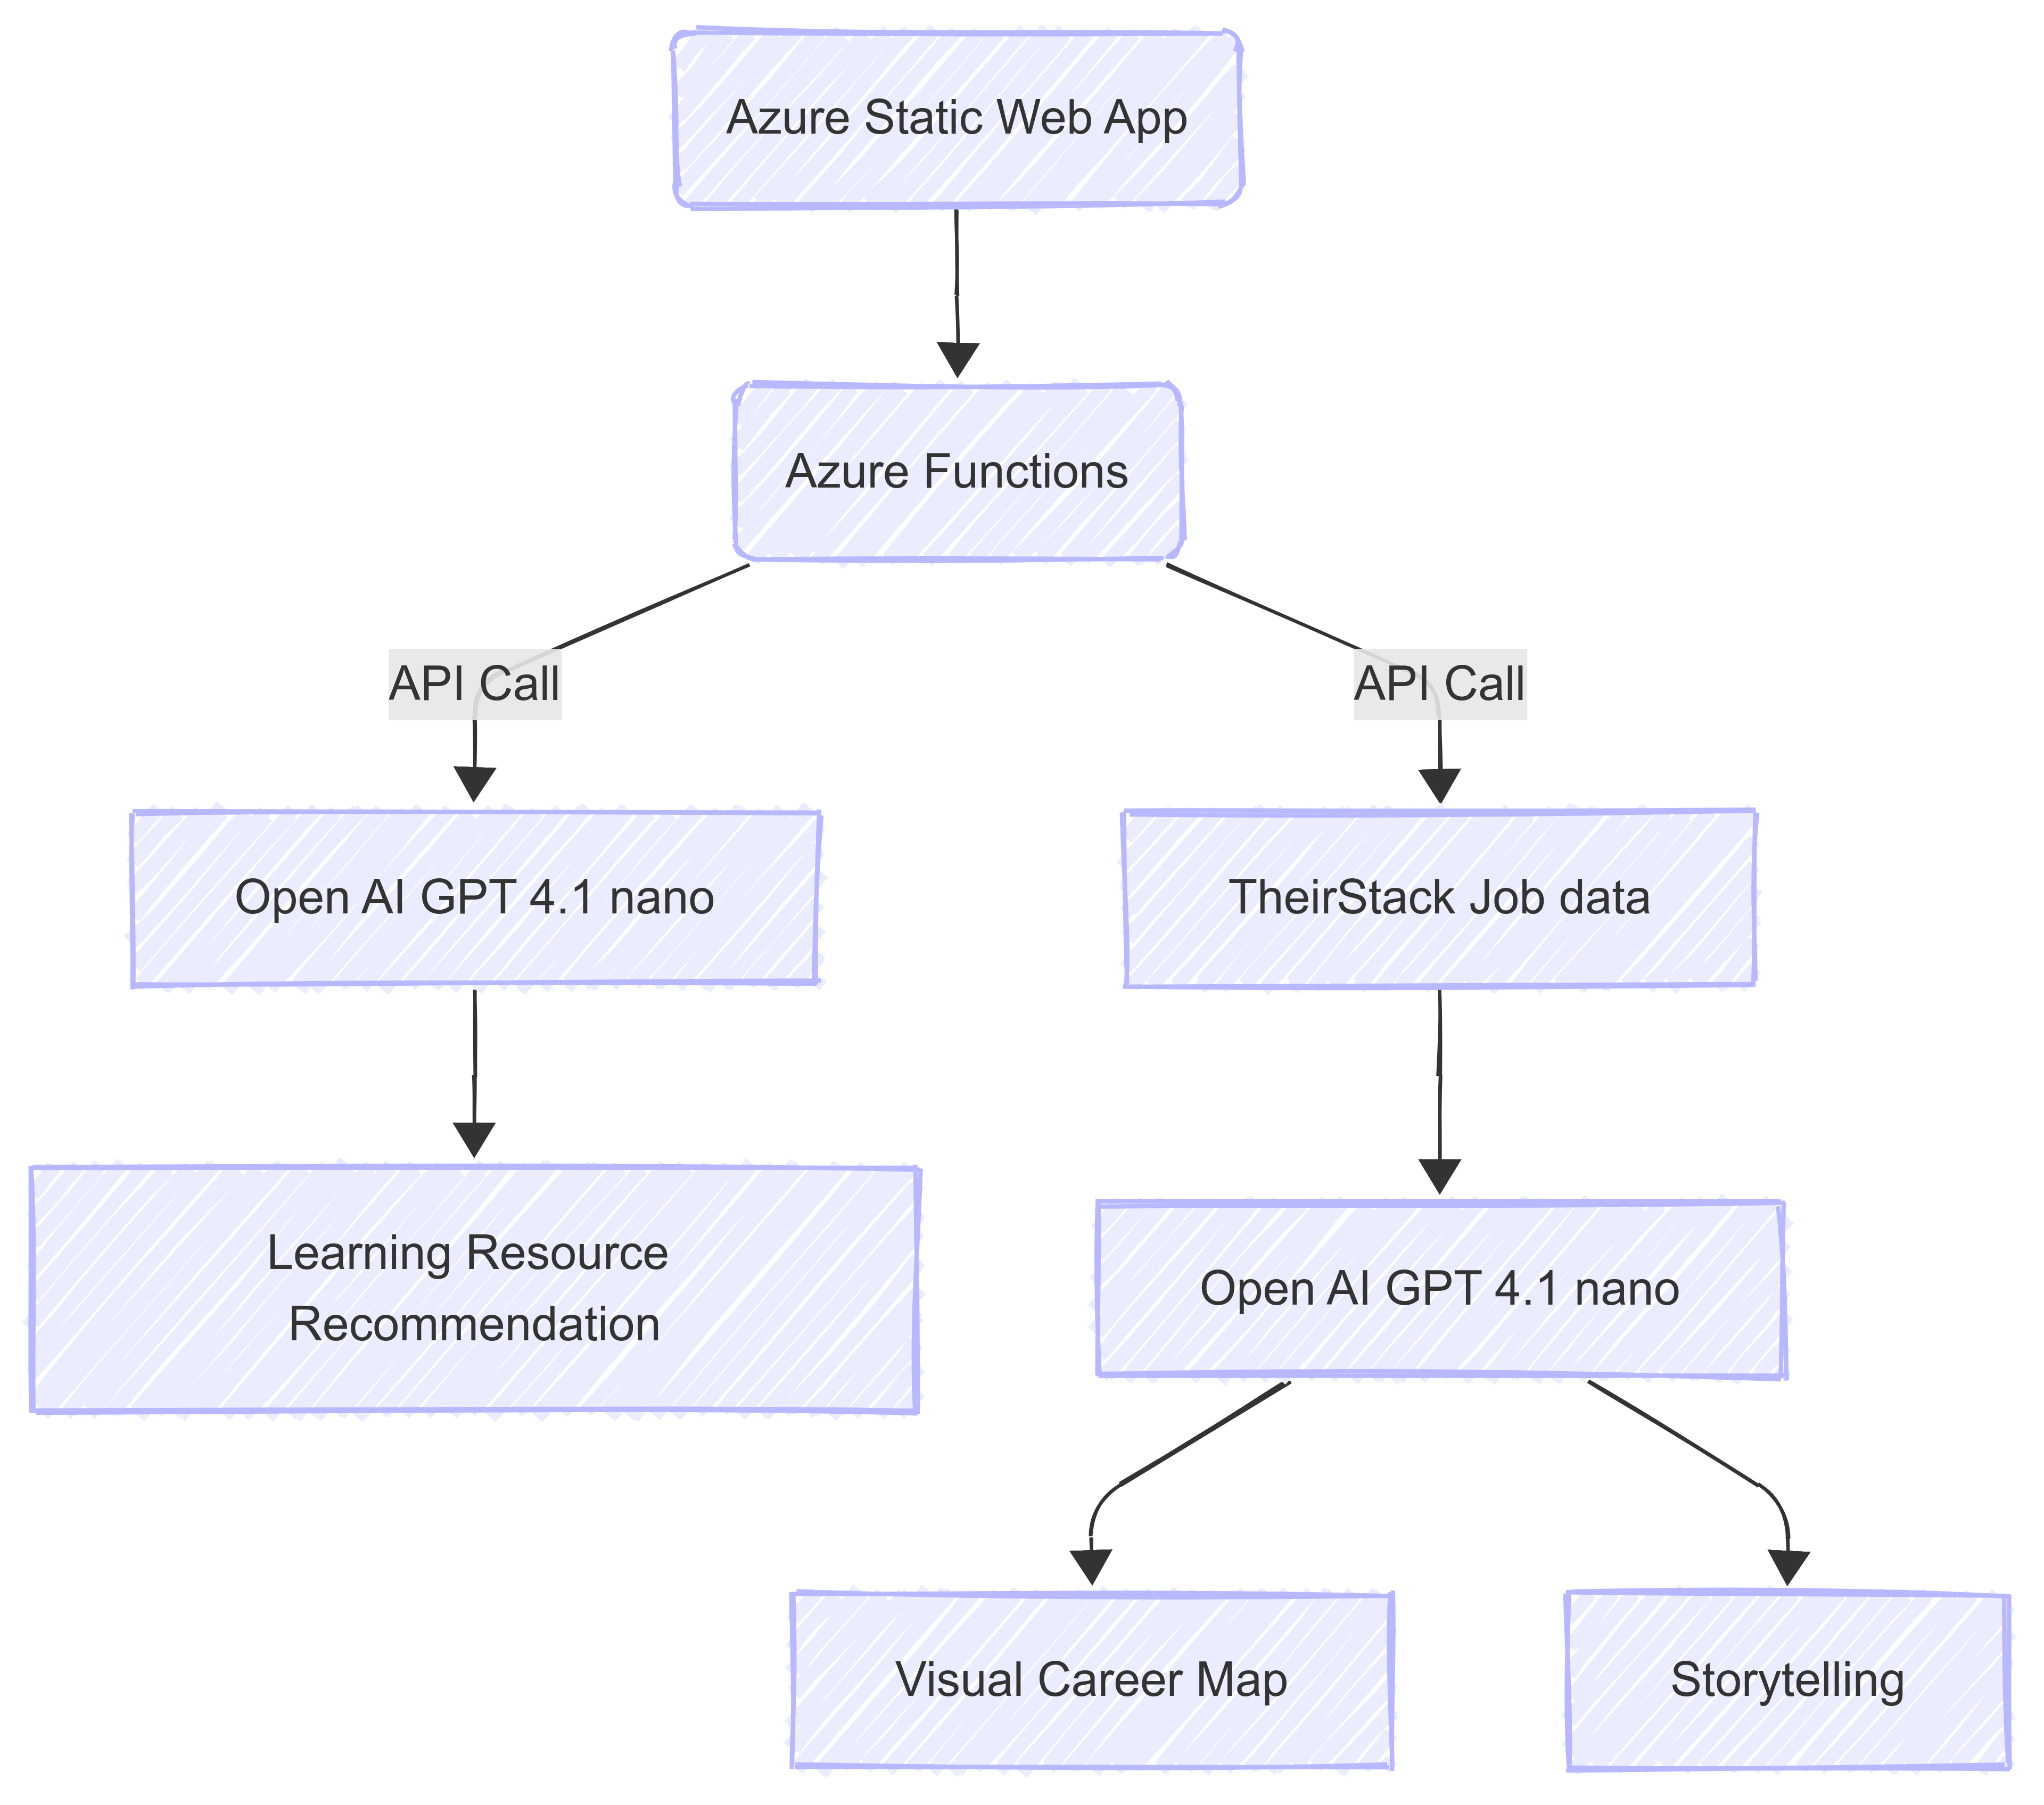 Azure Static Web App
Azure Functions
API Call
API Call
Open AI GPT 4.1 nano
TheirStack Job data
Learning Resource
Recommendation
Open AI GPT 4.1 nano
Visual Career Map
Storytelling